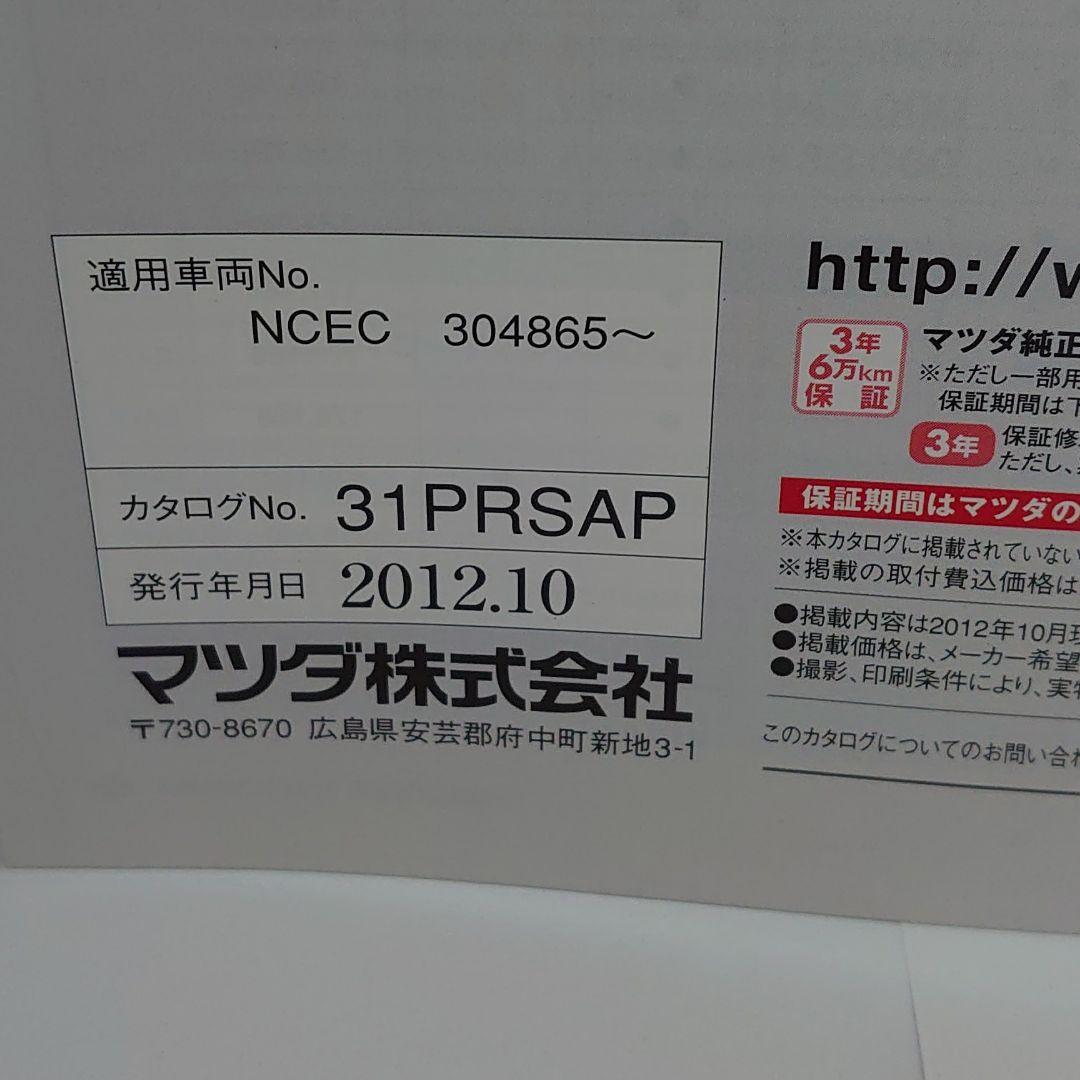 適用車両No.
NCEC 304865～
カタログNo. 31PRSAP
発行年月日 2012.10
マツダ株式会社
〒730-8670 広島県安芸郡府中町新地3-1
http://w
3年
6万km
保証
マツダ純正
※ただし一部用
保証期間は下
3年
保証修
ただし、
保証期間はマツダの
※本カタログに掲載されていない
※掲載の取付費込価格は
●掲載内容は2012年10月現
●掲載価格は、メーカー希望
●撮影、印刷条件により、実物
このカタログについてのお問い合わ